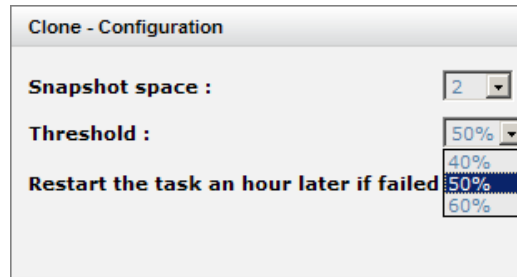 Clone - Configuration
Snapshot space : 2
Threshold : 50%
40%
Restart the task an hour later if failed 50%
60%